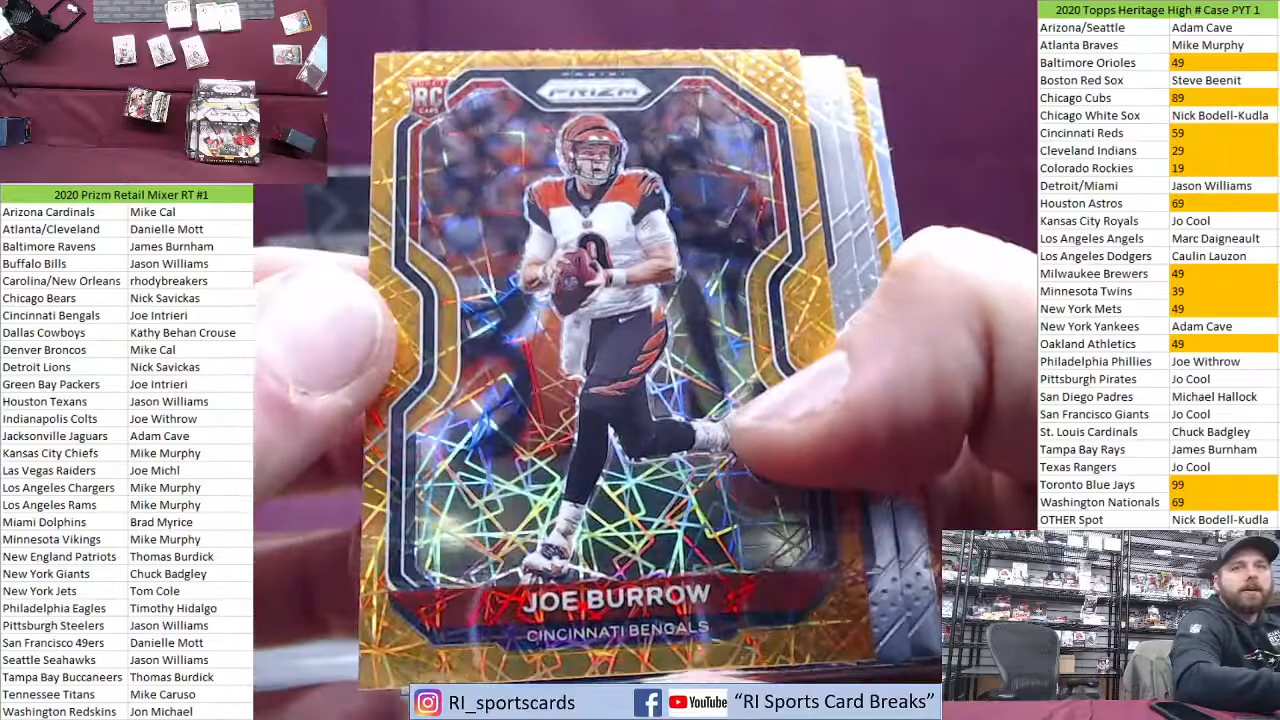 2020 Prizm Retail Mixer RT #1
Arizona Cardinals Mike Cal
Atlanta/Cleveland Danielle Mott
Baltimore Ravens James Burnham
Buffalo Bills Jason Williams
Carolina/New Orleans rhodybreakers
Chicago Bears Nick Savickas
Cincinnati Bengals Joe Intrieri
Dallas Cowboys Kathy Behan Crouse
Denver Broncos Mike Cal
Detroit Lions Nick Savickas
Green Bay Packers Joe Intrieri
Houston Texans Jason Williams
Indianapolis Colts Joe Withrow
Jacksonville Jaguars Adam Cave
Kansas City Chiefs Mike Murphy
Las Vegas Raiders Joe Michl
Los Angeles Chargers Mike Murphy
Los Angeles Rams Mike Murphy
Miami Dolphins Brad Myrice
Minnesota Vikings Mike Murphy
New England Patriots Thomas Burdick
New York Giants Chuck Badgley
New York Jets Tom Cole
Philadelphia Eagles Timothy Hidalgo
Pittsburgh Steelers Jason Williams
San Francisco 49ers Danielle Mott
Seattle Seahawks Jason Williams
Tampa Bay Buccaneers Thomas Burdick
Tennessee Titans Mike Caruso
Washington Redskins Jon Michael
PRIZM
RC
JOE BURROW
CINCINNATI BENGALS
RI_sportscards
YouTube "RI Sports Card Breaks"
2020 Topps Heritage High # Case PYT 1
Arizona/Seattle Adam Cave
Atlanta Braves Mike Murphy
Baltimore Orioles 49
Boston Red Sox Steve Beenit
Chicago Cubs 89
Chicago White Sox Nick Bodell-Kudla
Cincinnati Reds 59
Cleveland Indians 29
Colorado Rockies 19
Detroit/Miami Jason Williams
Houston Astros 69
Kansas City Royals Jo Cool
Los Angeles Angels Marc Daigneault
Los Angeles Dodgers Caulin Lauzon
Milwaukee Brewers 49
Minnesota Twins 39
New York Mets 49
New York Yankees Adam Cave
Oakland Athletics 49
Philadelphia Phillies Joe Withrow
Pittsburgh Pirates Jo Cool
San Diego Padres Michael Hallock
San Francisco Giants Jo Cool
St. Louis Cardinals Chuck Badgley
Tampa Bay Rays James Burnham
Texas Rangers Jo Cool
Toronto Blue Jays 99
Washington Nationals 69
OTHER Spot Nick Bodell-Kudla